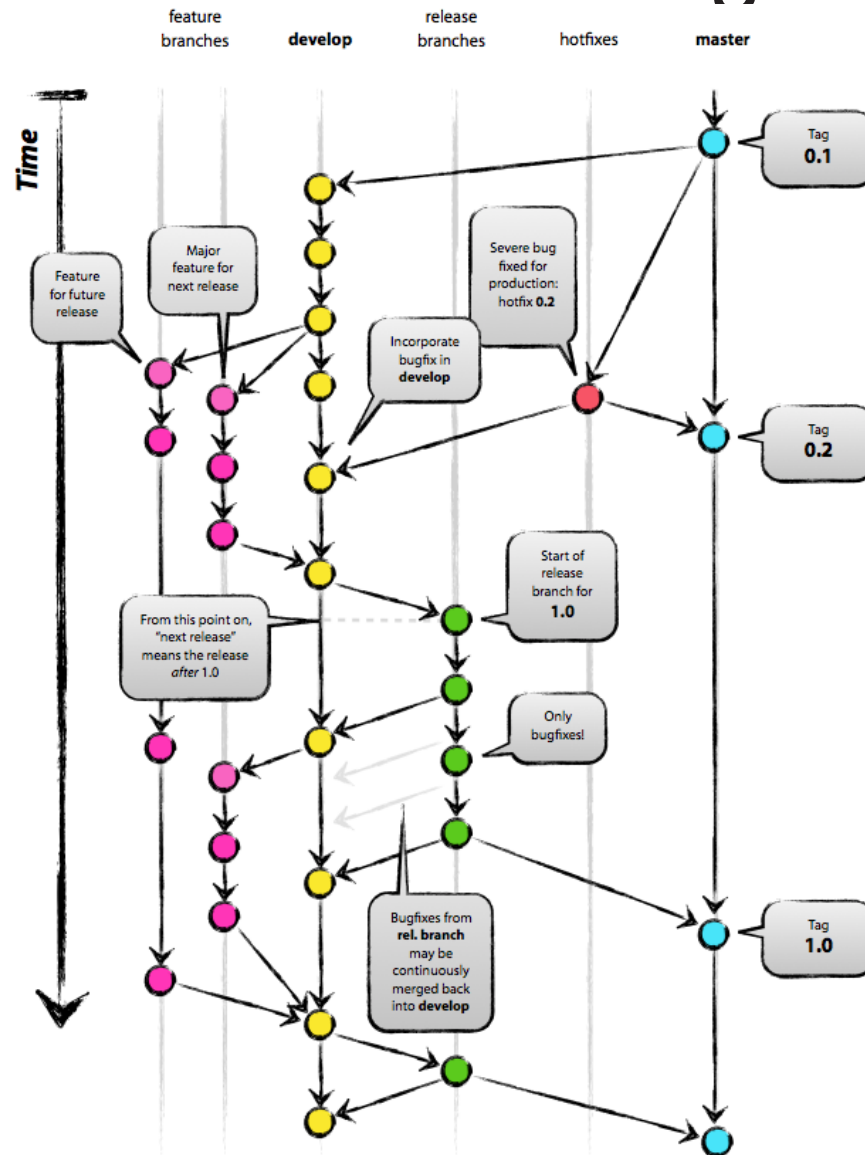 feature
branches
develop
release
branches
hotfixes
master
Time
Tag
0.1
Feature
for future
release
Major
feature for
next release
Severe bug
fixed for
production:
hotfix 0.2
Incorporate
bugfix in
develop
Tag
0.2
Start of
release
branch for
1.0
From this point on,
“next release”
means the release
after 1.0
Only
bugfixes!
Bugfixes from
rel. branch
may be
continuously
merged back
into develop
Tag
1.0